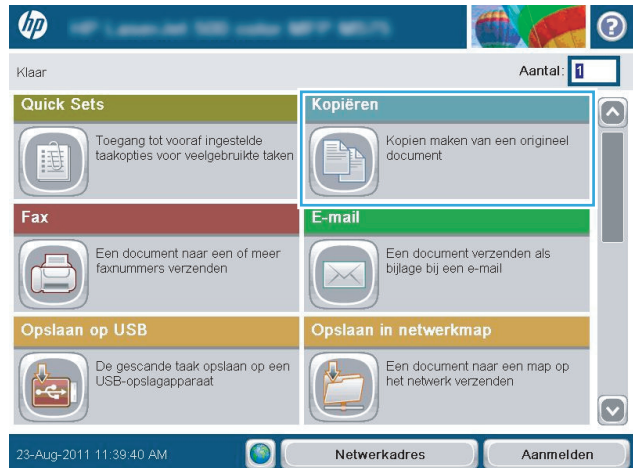 hp
Klaar
Aantal: 1
Quick Sets
Toegang tot vooraf ingestelde
taakopties voor veelgebruikte taken
Kopiëren
Kopien maken van een origineel
document
Fax
Een document naar een of meer
faxnummers verzenden
E-mail
Een document verzenden als
bijlage bij een e-mail
Opslaan op USB
De gescande taak opslaan op een
USB-opslagapparaat
Opslaan in netwerkmap
Een document naar een map op
het netwerk verzenden
23-Aug-2011 11:39:40 AM
Netwerkadres
Aanmelden